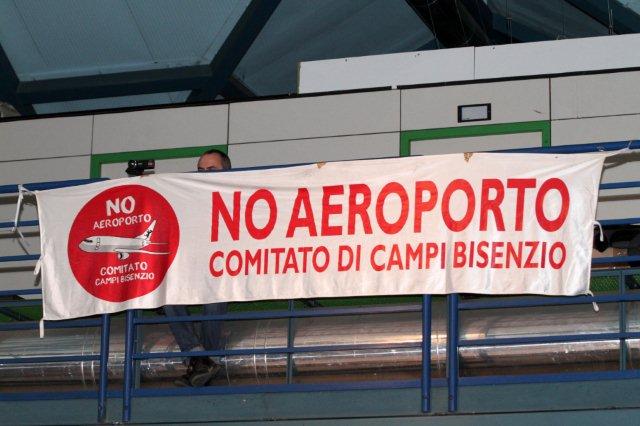 NO
AEROPORTO
COMITATO
CAMPI BISENZIO
NO AEROPORTO
COMITATO DI CAMPI BISENZIO